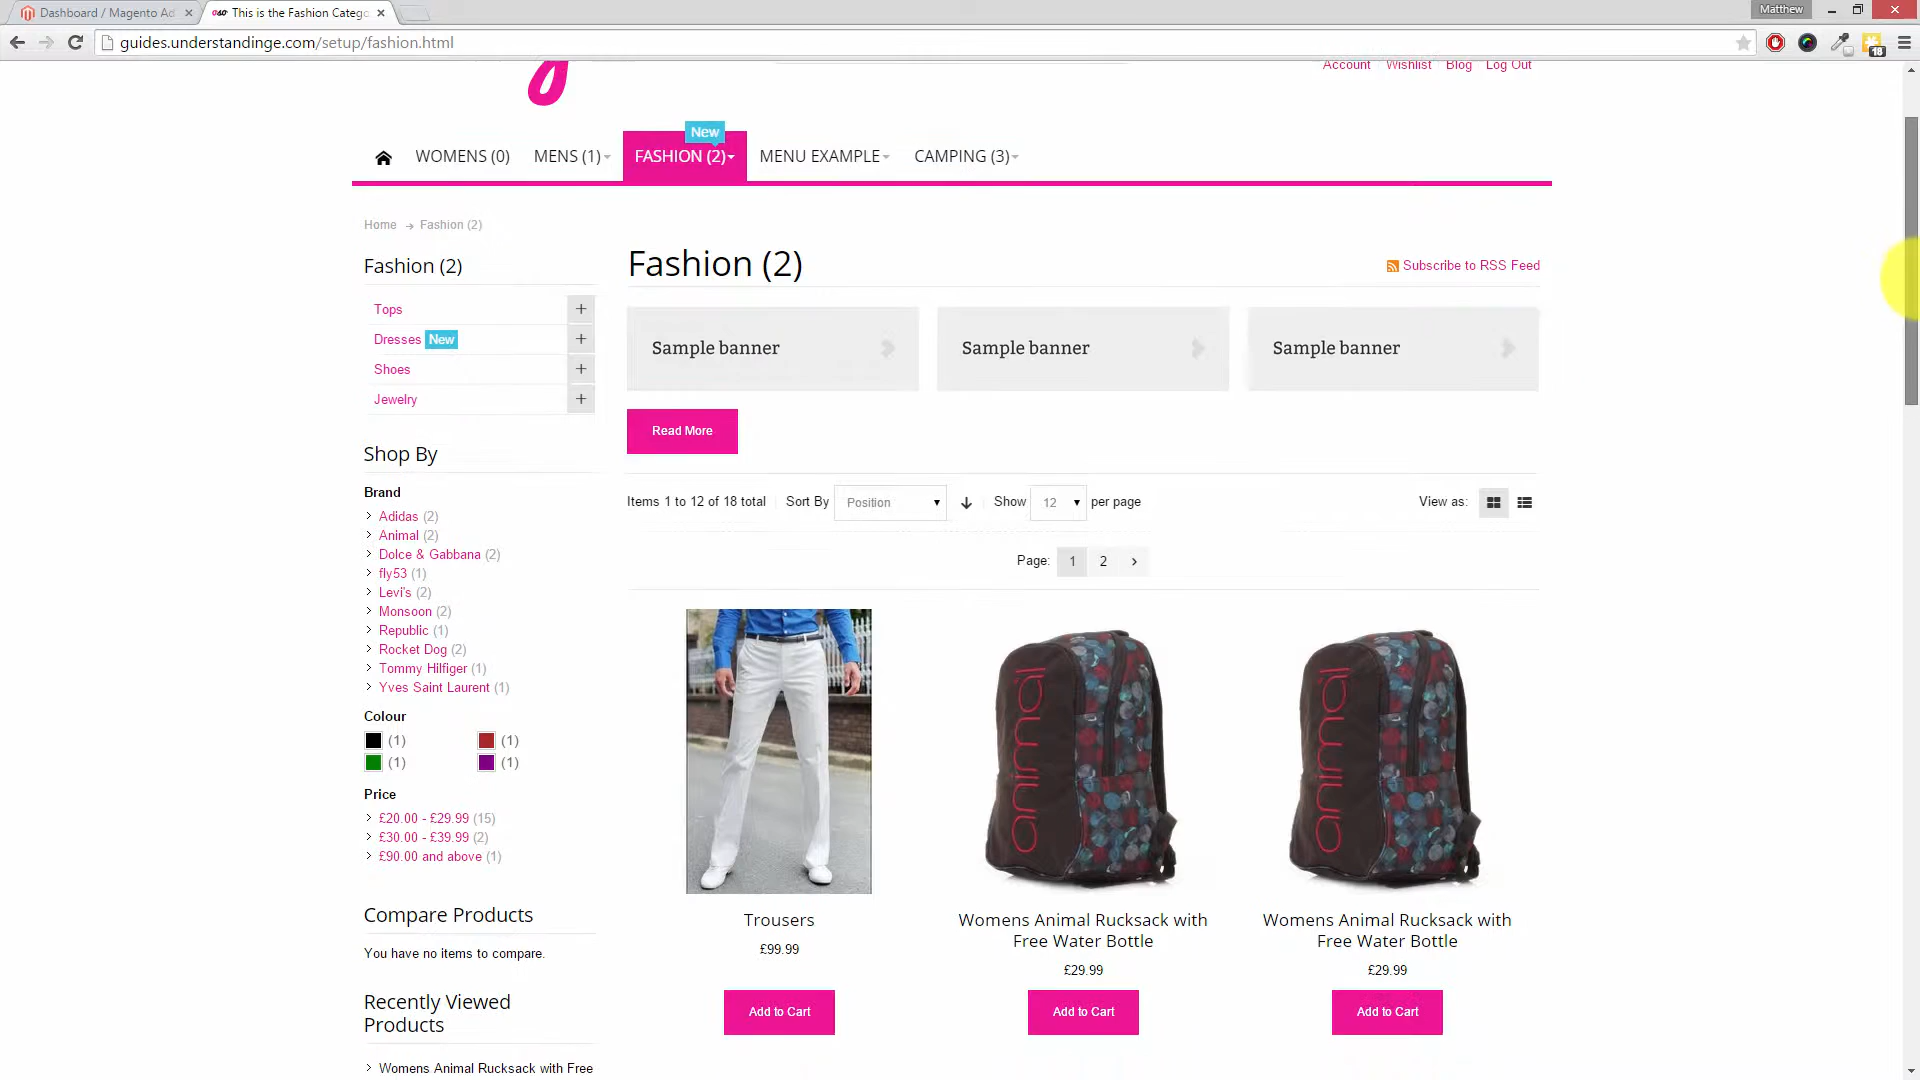 Dashboard / Magento Ad
This is the Fashion Catego
Matthew
guides.understandinge.com/setup/fashion.html
18
Account Wishlist Blog Log Out
New
WOMENS (0) MENS (1) FASHION (2) MENU EXAMPLE CAMPING (3)
Home → Fashion (2)
Fashion (2)
Tops +
Dresses New +
Shoes +
Jewelry +
Shop By
Brand
Adidas (2)
Animal (2)
Dolce & Gabbana (2)
fly53 (1)
Levi's (2)
Monsoon (2)
Republic (1)
Rocket Dog (2)
Tommy Hilfiger (1)
Yves Saint Laurent (1)
Colour
(1) (1)
(1) (1)
Price
£20.00 - £29.99 (15)
£30.00 - £39.99 (2)
£90.00 and above (1)
Compare Products
You have no items to compare.
Recently Viewed
Products
Womens Animal Rucksack with Free
Fashion (2)
Subscribe to RSS Feed
Sample banner Sample banner Sample banner
Read More
Items 1 to 12 of 18 total Sort By Position Show 12 per page View as:
Page: 1 2 >
animal animal
Trousers
£99.99
Add to Cart
Womens Animal Rucksack with
Free Water Bottle
£29.99
Add to Cart
Womens Animal Rucksack with
Free Water Bottle
£29.99
Add to Cart